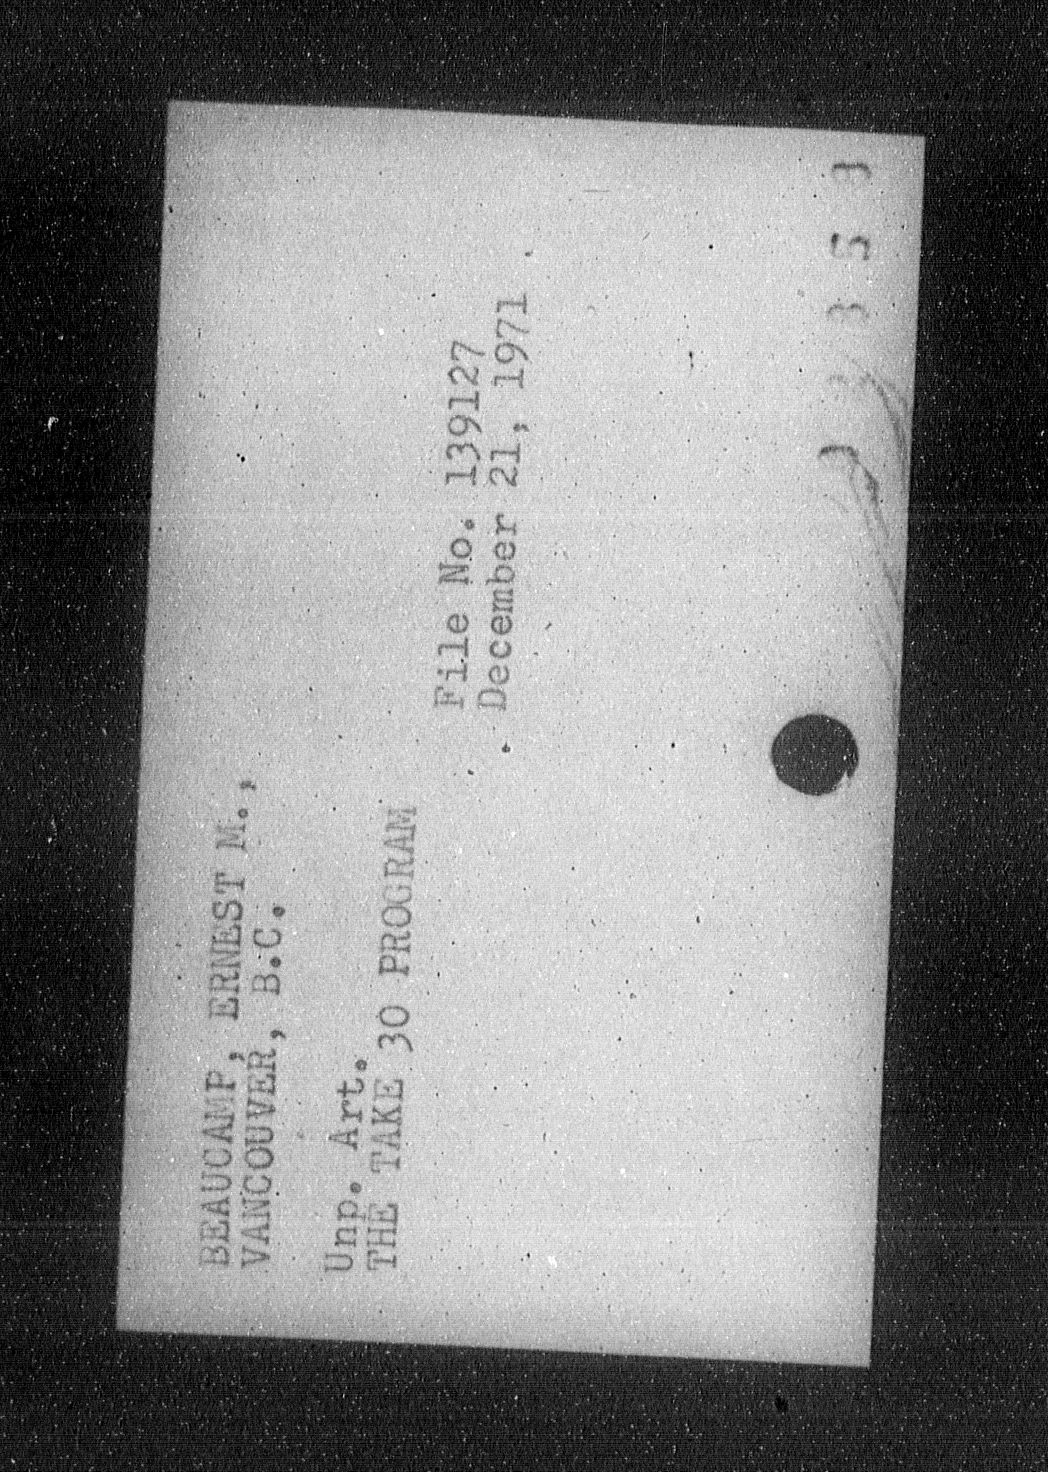 BEAUCAMP, ERNEST M.,
VANCOUVER, B.C.
Unp. Art.
THE TAKE 30 PROGRAM
File No. 139127
December 21, 1971